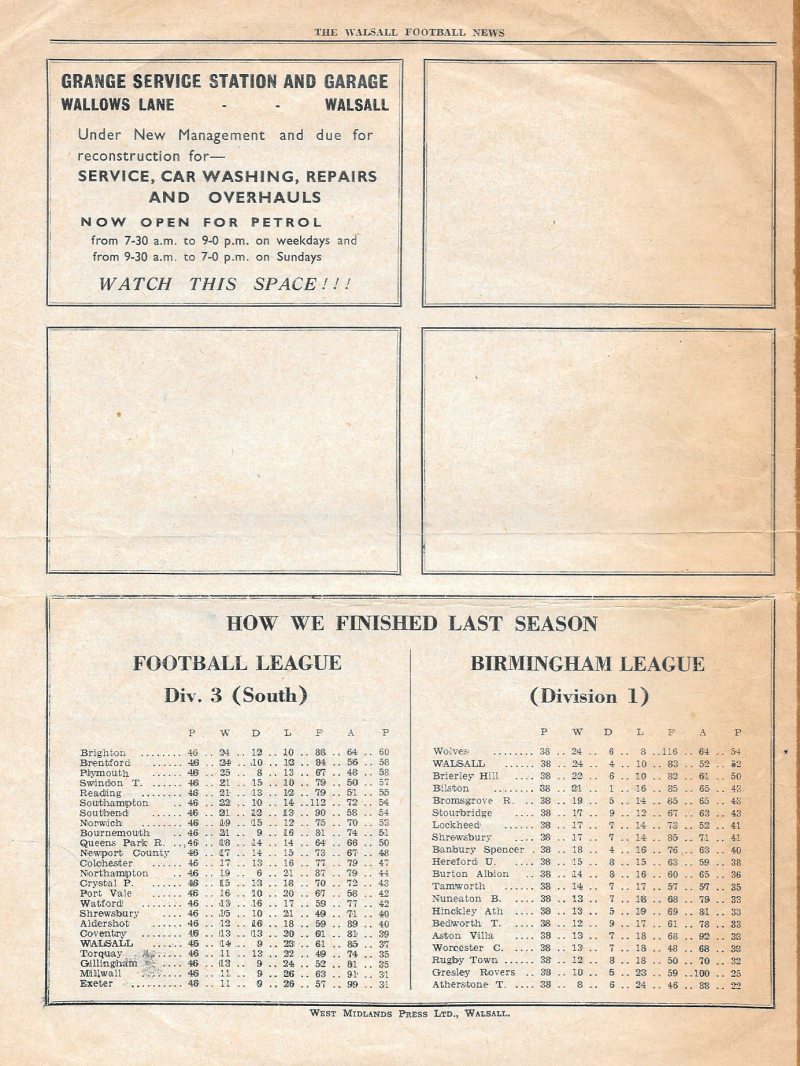 THE WALSALL FOOTBALL NEWS
GRANGE SERVICE STATION AND GARAGE
WALLOWS LANE - - WALSALL
Under New Management and due for
reconstruction for—
SERVICE, CAR WASHING, REPAIRS
AND OVERHAULS
NOW OPEN FOR PETROL
from 7-30 a.m. to 9-0 p.m. on weekdays and
from 9-30 a.m. to 7-0 p.m. on Sundays
WATCH THIS SPACE!!!
HOW WE FINISHED LAST SEASON
FOOTBALL LEAGUE
Div. 3 (South)
P W D L F A P
Brighton ........ 46 .. 24 .. 12 .. 10 .. 88 .. 64 .. 60
Brentford ........ 46 .. 24 .. 10 .. 12 .. 84 .. 56 .. 58
Plymouth ........ 46 .. 25 .. 8 .. 13 .. 67 .. 48 .. 58
Swindon T. ...... 46 .. 21 .. 15 .. 10 .. 79 .. 50 .. 57
Reading ........ 46 .. 21 .. 13 .. 12 .. 79 .. 51 .. 55
Southampton .. 46 .. 22 .. 10 .. 14 .. 112 .. 72 .. 54
Southend ...... 46 .. 21 .. 12 .. 13 .. 90 .. 58 .. 54
Norwich ........ 46 .. 19 .. 15 .. 12 .. 75 .. 70 .. 53
Bournemouth .. 46 .. 21 .. 9 .. 16 .. 81 .. 74 .. 51
Queens Park R. .. 46 .. 18 .. 14 .. 14 .. 64 .. 66 .. 50
Newport County 46 .. 17 .. 14 .. 15 .. 73 .. 67 .. 48
Colchester ...... 46 .. 17 .. 13 .. 16 .. 77 .. 79 .. 47
Northampton .... 46 .. 19 .. 6 .. 21 .. 87 .. 79 .. 44
Crystal P. ...... 46 .. 15 .. 13 .. 18 .. 70 .. 72 .. 43
Port Vale ...... 46 .. 16 .. 10 .. 20 .. 67 .. 58 .. 42
Watford ........ 46 .. 13 .. 16 .. 17 .. 59 .. 77 .. 42
Shrewsbury .... 46 .. 15 .. 10 .. 21 .. 49 .. 71 .. 40
Aldershot ...... 46 .. 12 .. 16 .. 18 .. 59 .. 89 .. 40
Coventry ...... 46 .. 13 .. 13 .. 20 .. 61 .. 81 .. 39
WALSALL ...... 46 .. 14 .. 9 .. 23 .. 61 .. 85 .. 37
Torquay .... 46 .. 11 .. 13 .. 22 .. 49 .. 74 .. 35
Gillingham .... 46 .. 13 .. 9 .. 24 .. 52 .. 81 .. 35
Millwall .... 46 .. 11 .. 9 .. 26 .. 63 .. 91 .. 31
Exeter ........ 46 .. 11 .. 9 .. 26 .. 57 .. 99 .. 31
BIRMINGHAM LEAGUE
(Division 1)
P W D L F A P
Wolves ........ 38 .. 24 .. 6 .. 8 .. 116 .. 64 .. 54
WALLSALL ...... 38 .. 24 .. 4 .. 10 .. 83 .. 52 .. 52
Brierley Hill .... 38 .. 22 .. 6 .. 10 .. 82 .. 61 .. 50
Bilston ........ 38 .. 21 .. 1 .. 16 .. 85 .. 65 .. 43
Bromsgrove R. .. 38 .. 19 .. 5 .. 14 .. 85 .. 65 .. 43
Stourbridge .... 38 .. 17 .. 9 .. 12 .. 67 .. 63 .. 43
Lockheed ...... 38 .. 17 .. 7 .. 14 .. 73 .. 52 .. 41
Shrewsbury .... 38 .. 17 .. 7 .. 14 .. 85 .. 71 .. 41
Banbury Spencer . 38 .. 18 .. 4 .. 16 .. 76 .. 63 .. 40
Hereford U. .... 38 .. 15 .. 8 .. 15 .. 63 .. 59 .. 38
Burton Albion .. 38 .. 14 .. 8 .. 16 .. 60 .. 65 .. 36
Tamworth ...... 38 .. 14 .. 7 .. 17 .. 57 .. 57 .. 35
Nuneaton B. .... 38 .. 13 .. 7 .. 18 .. 68 .. 79 .. 33
Hinckley Ath .... 38 .. 13 .. 5 .. 19 .. 69 .. 81 .. 33
Bedworth T. .... 38 .. 12 .. 9 .. 17 .. 61 .. 78 .. 33
Aston Villa .... 38 .. 13 .. 7 .. 18 .. 68 .. 92 .. 33
Worcester C. .... 38 .. 13 .. 7 .. 18 .. 48 .. 68 .. 33
Rugby Town ..... 38 .. 12 .. 8 .. 18 .. 50 .. 70 .. 32
Gresley Rovers .. 38 .. 10 .. 5 .. 23 .. 59 .. 100 .. 25
Atherstone T. .... 38 .. 8 .. 6 .. 24 .. 46 .. 88 .. 22
WEST MIDLANDS PRESS LTD., WALSALL.